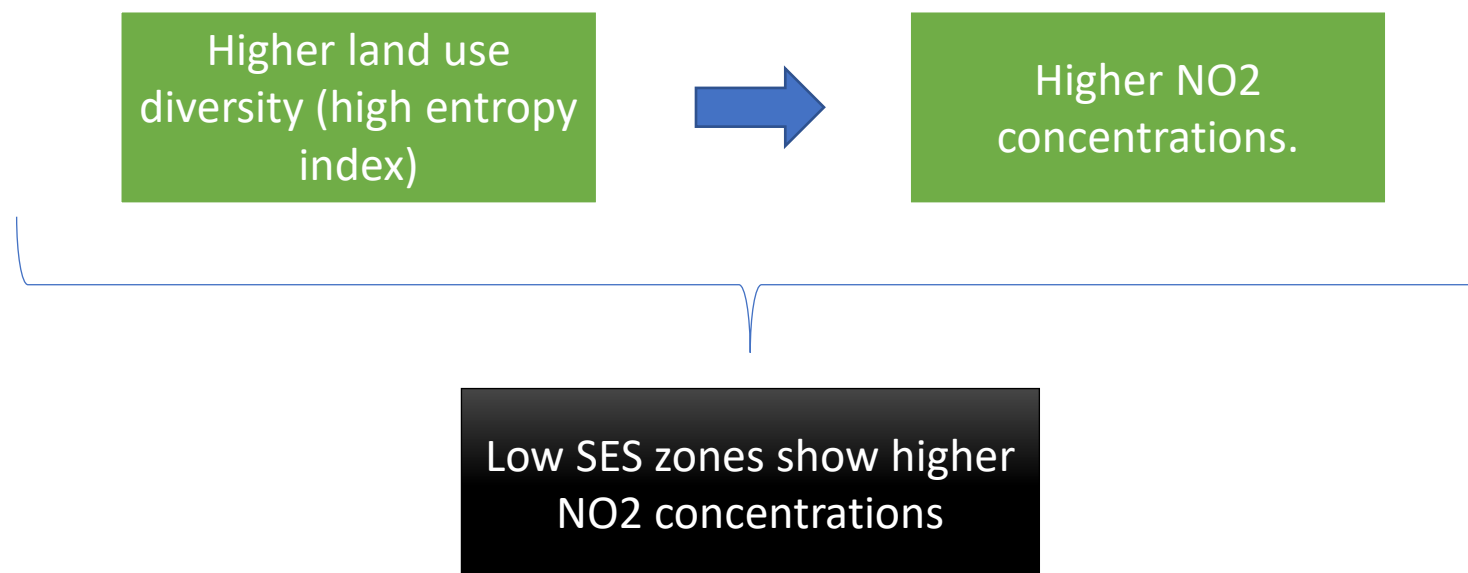 Higher land use
diversity (high entropy
index)
Higher NO2
concentrations.
Low SES zones show higher
NO2 concentrations